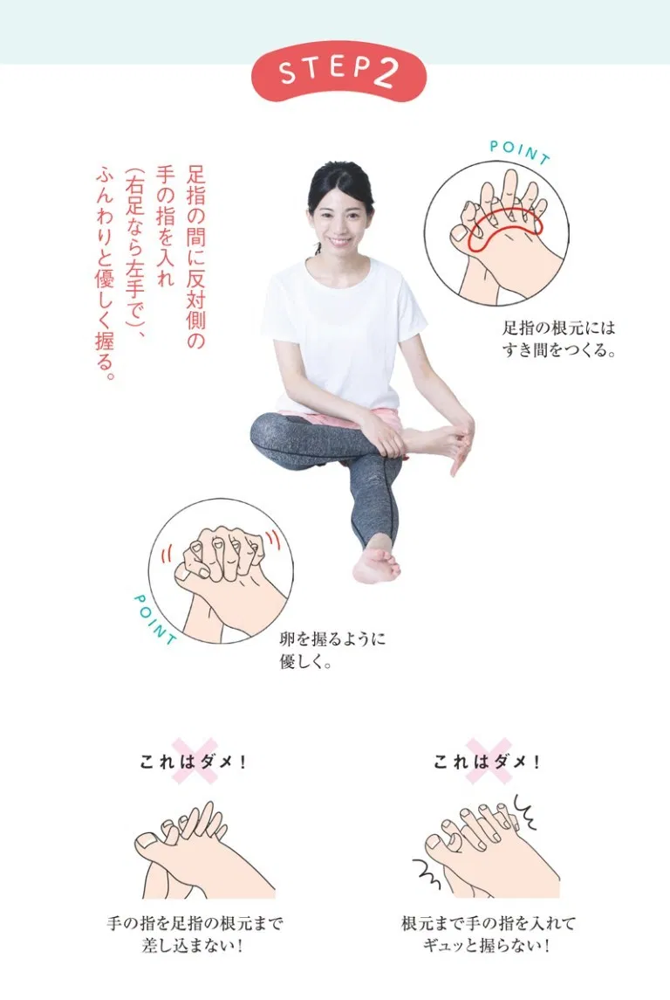 STEP2
足指の間に反対側の
手の指を入れ
（右足なら左手で）、
ふんわりと優しく握る。
POINT
足指の根元には
すき間をつくる。
POINT
卵を握るように
優しく。
これはダメ！
手の指を足指の根元まで
差し込まない！
これはダメ！
根元まで手の指を入れて
ギュッと握らない！